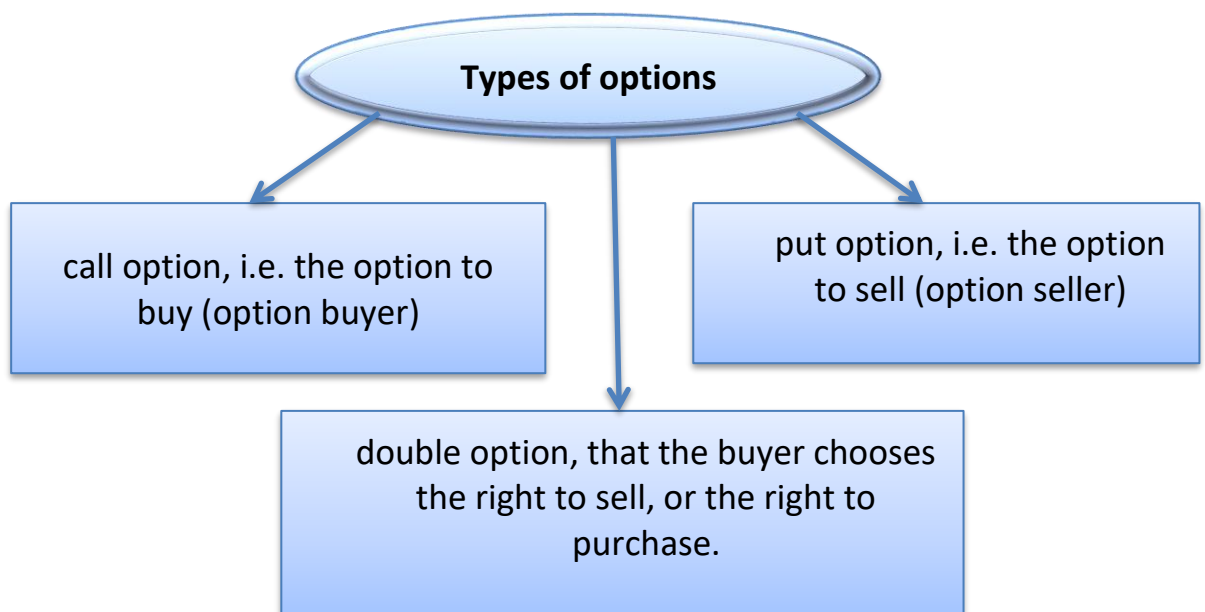 Types of options
call option, i.e. the option to
buy (option buyer)
put option, i.e. the option
to sell (option seller)
double option, that the buyer chooses
the right to sell, or the right to
purchase.